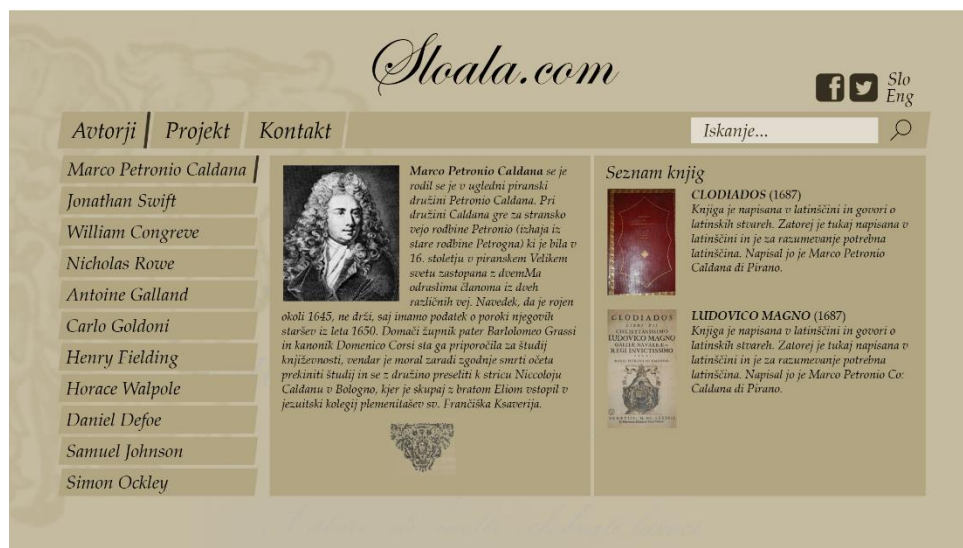 Sloala.com
Slo
Eng
Avtorji
Projekt
Kontakt
Iskanje...
Marco Petronio Caldana
Jonathan Swift
William Congreve
Nicholas Rowe
Antoine Galland
Carlo Goldoni
Henry Fielding
Horace Walpole
Daniel Defoe
Samuel Johnson
Simon Ockley
Marco Petronio Caldana se je
rodil se je v ugledni piranski
družini Petronio Caldana. Pri
družini Caldana gre za stransko
vejo rodbine Petronio (izhaja iz
stare rodbine Petrogna) ki je bila v
16. stoletju v piranskem Velikem
svetu zastopana z dvemMa
odraslima članoma iz dveh
različnih vej. Navedek, da je rojen
okoli 1645, ne drži, saj imamo podatek o poroki njegovih
staršev iz leta 1650. Domači župnik pater Barlolomeo Grassi
in kanonik Domenico Corsi sta ga priporočila za študij
književnosti, vendar je moral zaradi zgodnje smrti očeta
prekiniti študij in se z družino preseliti k stricu Niccoloju
Caldanu v Bologno, kjer je skupaj z bratom Eliom vstopil v
jezuitski kolegij plemenitašev sv. Frančiška Ksaverija.
Seznam knjig
CLODIADOS (1687)
Knjiga je napisana v latinščini in govori o
latinskih stvareh. Zatorej je tukaj napisana v
latinščini in je za razumevanje potrebna
latinščina. Napisal jo je Marco Petronio
Caldana di Pirano.
CLODIADOS
LUDOVICO MAGNO
LUDOVICO MAGNO (1687)
Knjiga je napisana v latinščini in govori o
latinskih stvareh. Zatorej je tukaj napisana v
latinščini in je za razumevanje potrebna
latinščina. Napisal jo je Marco Petronio Co:
Caldana di Pirano.